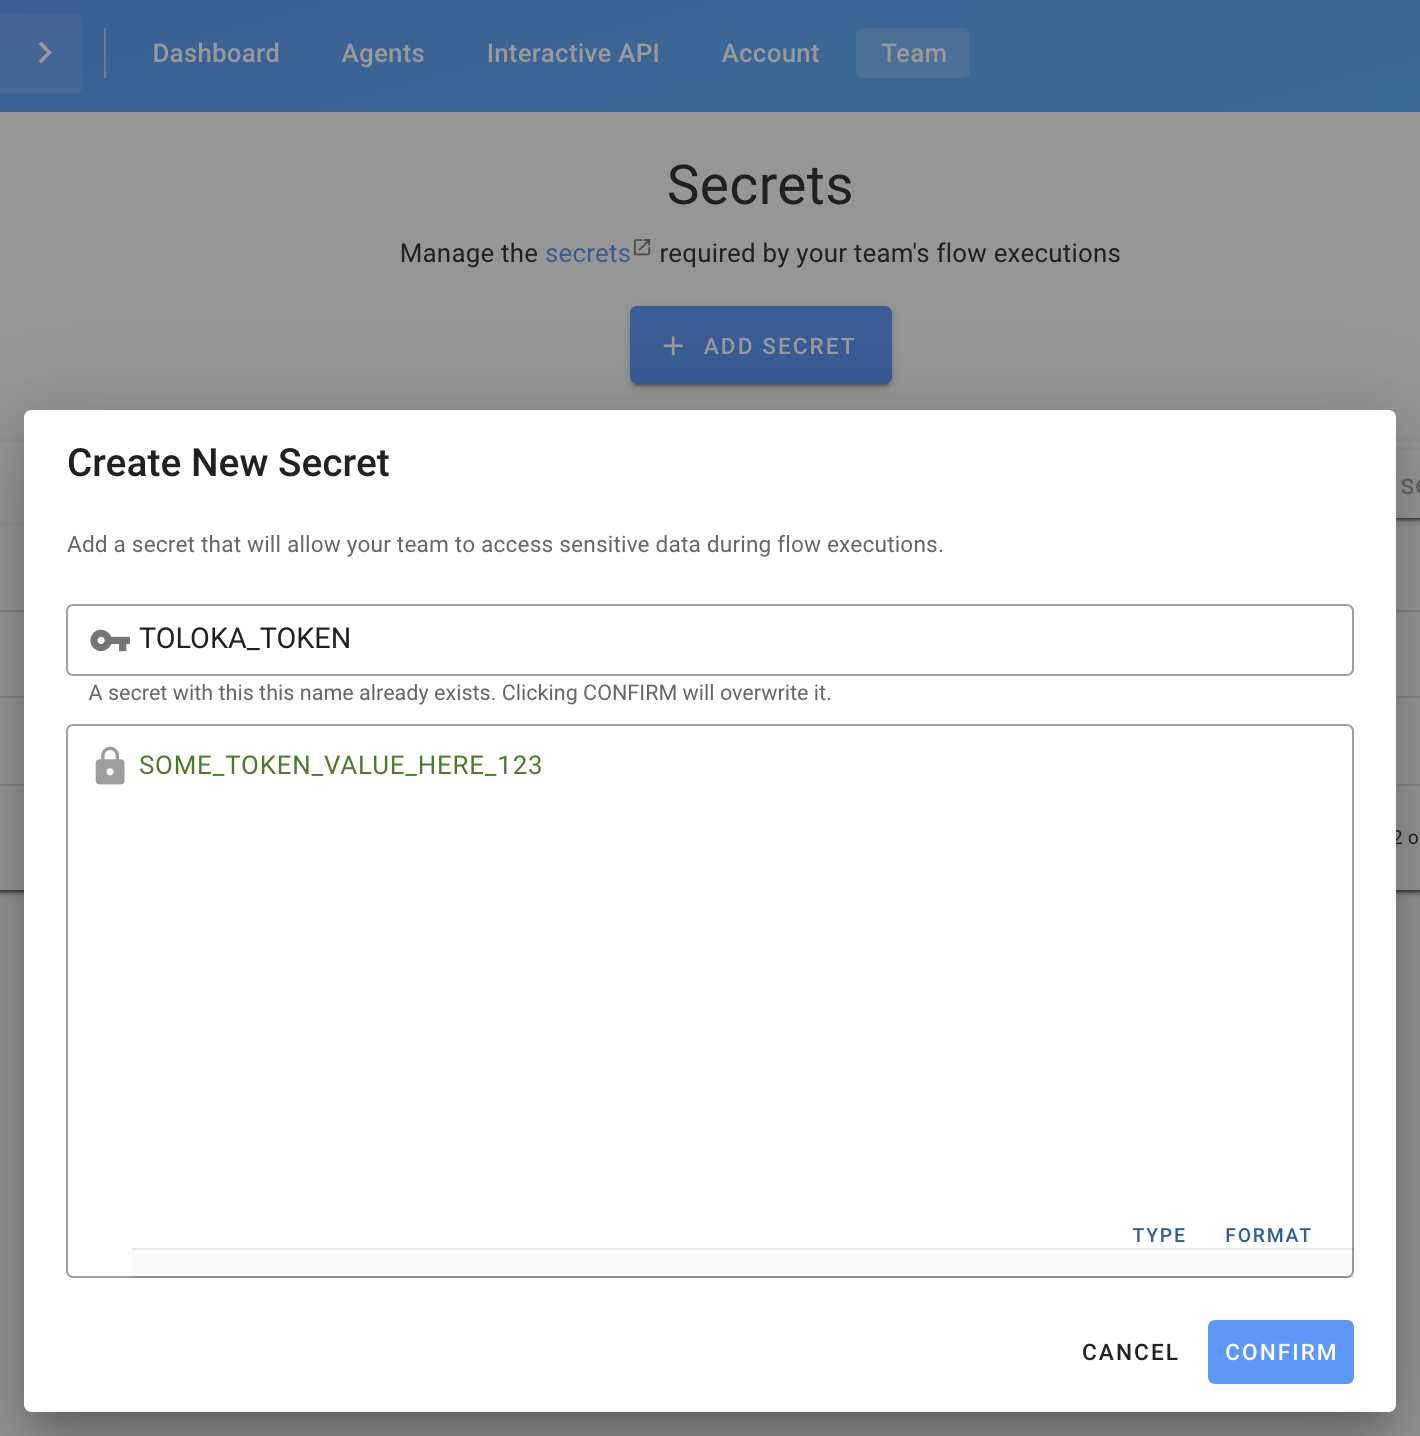 Dashboard Agents Interactive API Account Team
Secrets
Manage the secrets required by your team's flow executions
+ ADD SECRET
Create New Secret
Add a secret that will allow your team to access sensitive data during flow executions.
TOLOKA_TOKEN
A secret with this this name already exists. Clicking CONFIRM will overwrite it.
SOME_TOKEN_VALUE_HERE_123
TYPE FORMAT
CANCEL CONFIRM